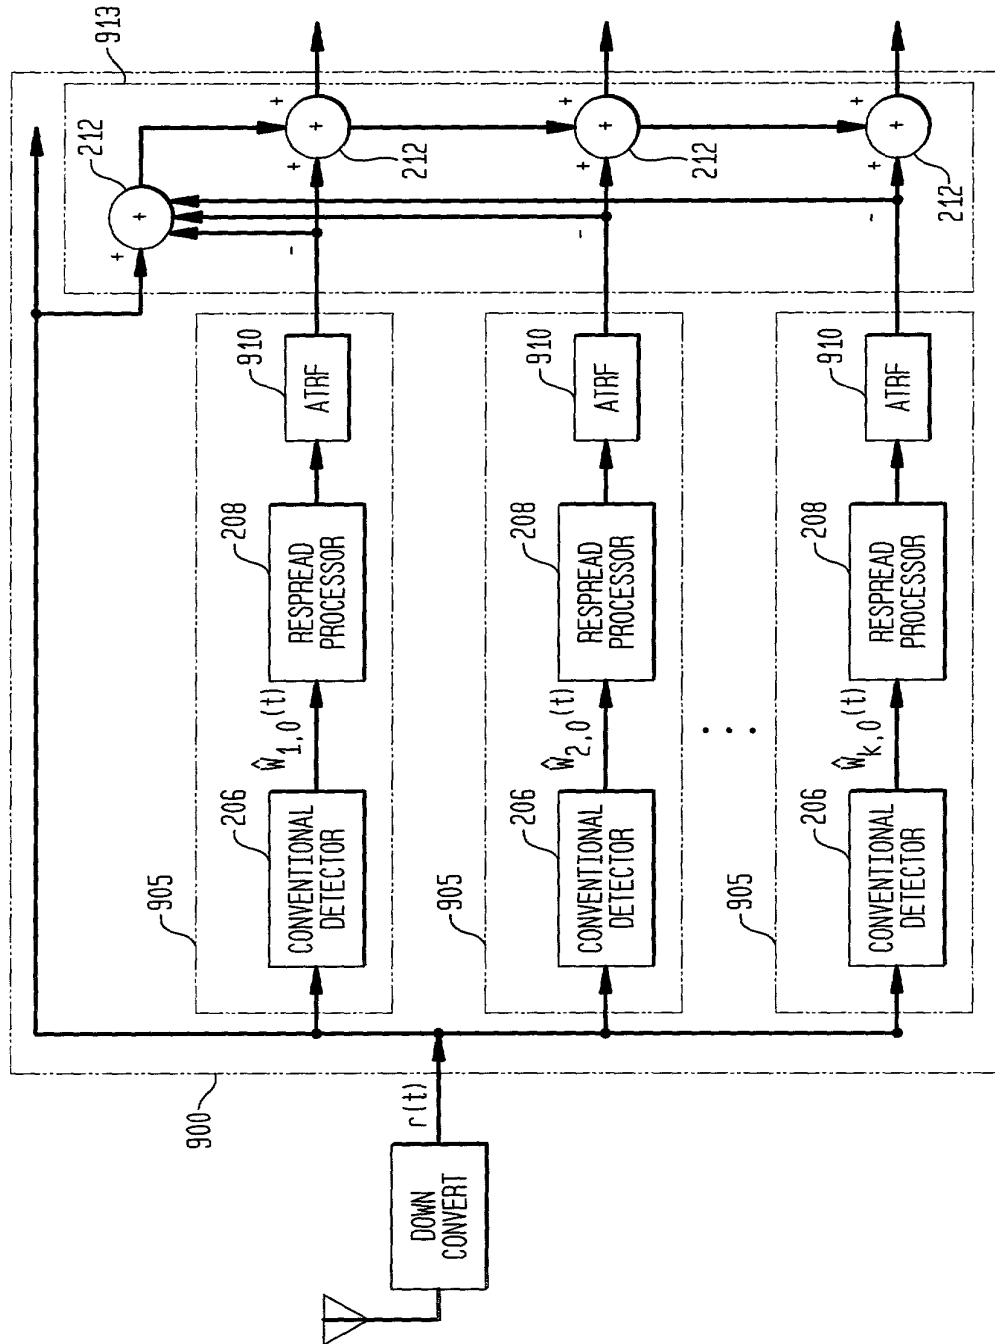 DOWN
CONVERT
r(t)
900
905
CONVENTIONAL
DETECTOR
206
Ŵ1,0(t)
RESPREAD
PROCESSOR
208
ATRF
910
905
CONVENTIONAL
DETECTOR
206
Ŵ2,0(t)
RESPREAD
PROCESSOR
208
ATRF
910
. . .
905
CONVENTIONAL
DETECTOR
206
Ŵk,0(t)
RESPREAD
PROCESSOR
208
ATRF
910
913
212
+
+
-
-
-
+
+
+
212
+
+
+
212
+
+
+
212